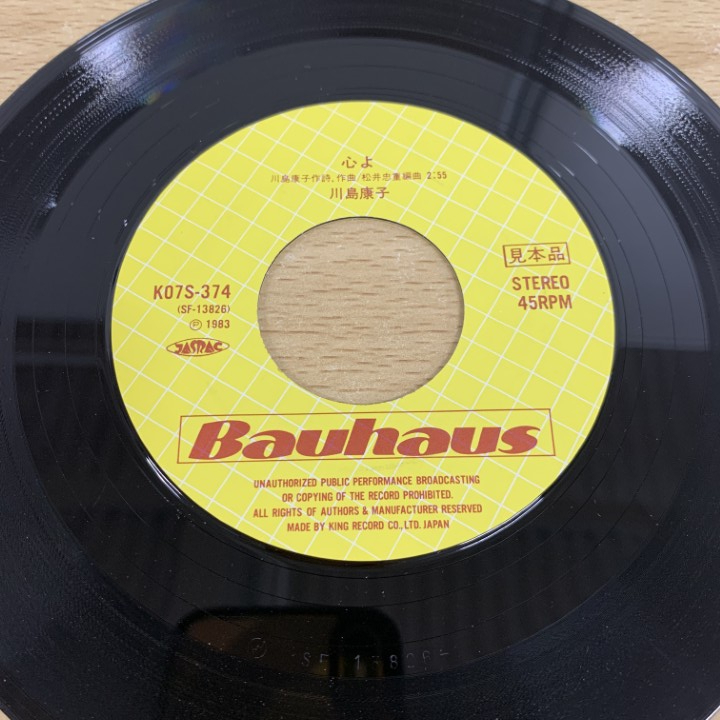 心よ
川島康子作詩、作曲/松井忠重編曲 2:55
川島康子
見本品
K07S-374
(SF-13826)
Ⓟ 1983
JASRAC
STEREO
45RPM
Bauhaus
UNAUTHORIZED PUBLIC PERFORMANCE BROADCASTING
OR COPYING OF THE RECORD PROHIBITED.
ALL RIGHTS OF AUTHORS & MANUFACTURER RESERVED
MADE BY KING RECORD CO., LTD. JAPAN